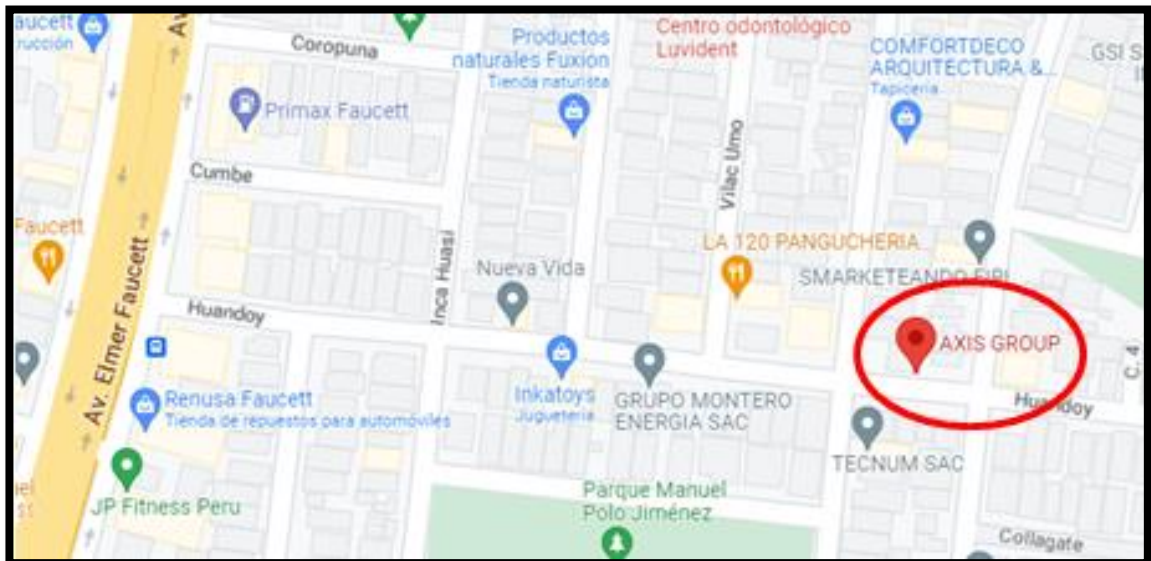 aucett
rucción
Av
Coropuna
Productos
naturales Fuxion
Tienda naturista
Centro odontológico
Luvident
COMFORTDECO
ARQUITECTURA &...
Tapicería
GSI S
Primax Faucett
Cumbe
Vilac Umo
Faucett
Inca Huasi
Nueva Vida
LA 120 PANGUCHERIA
SMARKETEANDO EIRL
Av. Elmer Faucett
Huandoy
AXIS GROUP
C. 4
Renusa Faucett
Tienda de repuestos para automóviles
Inkatoys
Juguetería
GRUPO MONTERO
ENERGIA SAC
Huandoy
TECNUM SAC
JP Fitness Peru
Parque Manuel
Polo Jiménez
Collagate